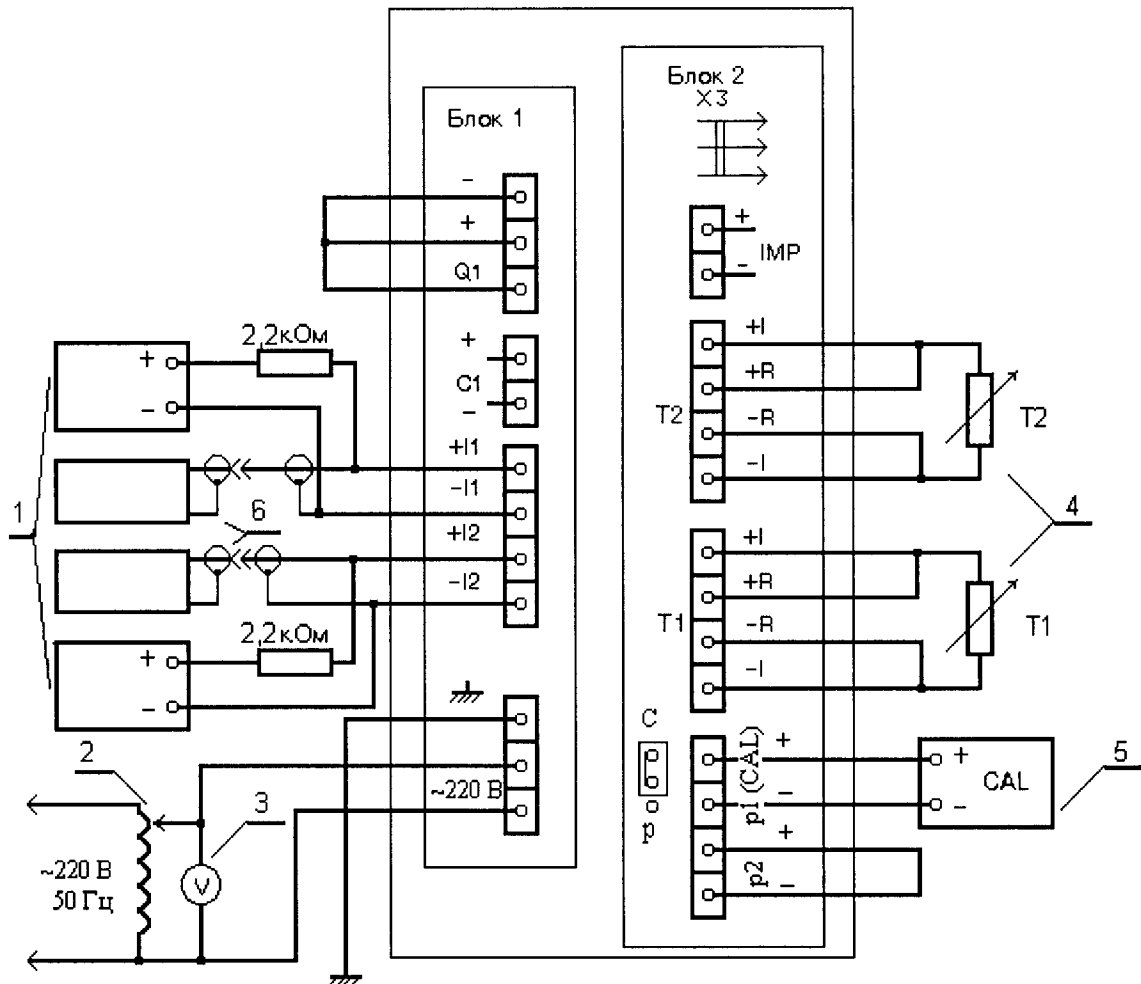 Блок 1
-
+
Q1
+
C1
-
+I1
-I1
+I2
-I2
~220 В
Блок 2
X3
+
-
IMP
+I
+R
T2
-R
-I
+I
+R
T1
-R
-I
C
p
p1 (CAL)
+
-
p2
+
-
2,2кОм
+
-
2,2кОм
+
-
1
6
2
3
~220 В
50 Гц
V
T2
4
T1
+
-
CAL
5